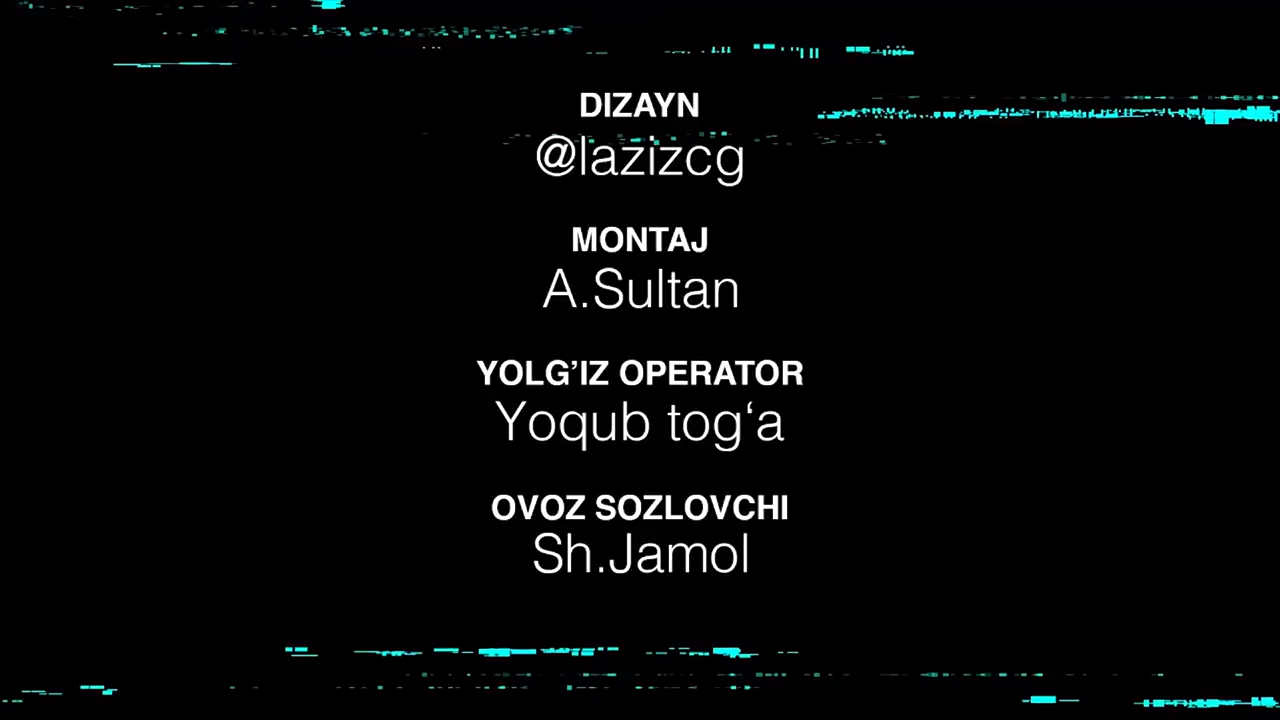 DIZAYN
@lazizcg
MONTAJ
A.Sultan
YOLG’IZ OPERATOR
Yoqub tog‘a
OVOZ SOZLOVCHI
Sh.Jamol